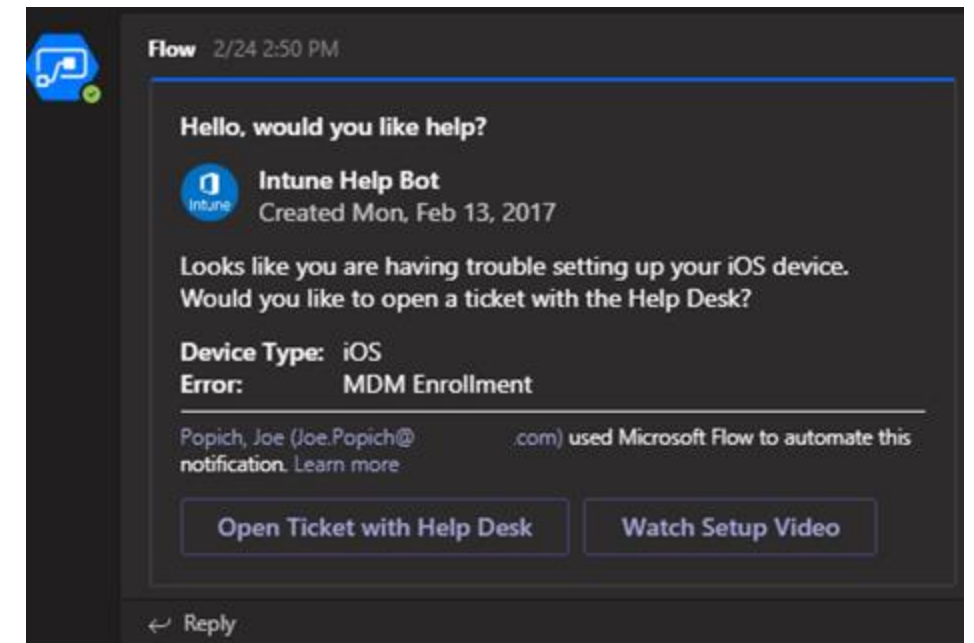 Flow 2/24 2:50 PM
Hello, would you like help?
Intune
Intune Help Bot
Created Mon, Feb 13, 2017
Looks like you are having trouble setting up your iOS device.
Would you like to open a ticket with the Help Desk?
Device Type: iOS
Error: MDM Enrollment
Popich, Joe (Joe.Popich@ .com) used Microsoft Flow to automate this
notification. Learn more
Open Ticket with Help Desk Watch Setup Video
Reply